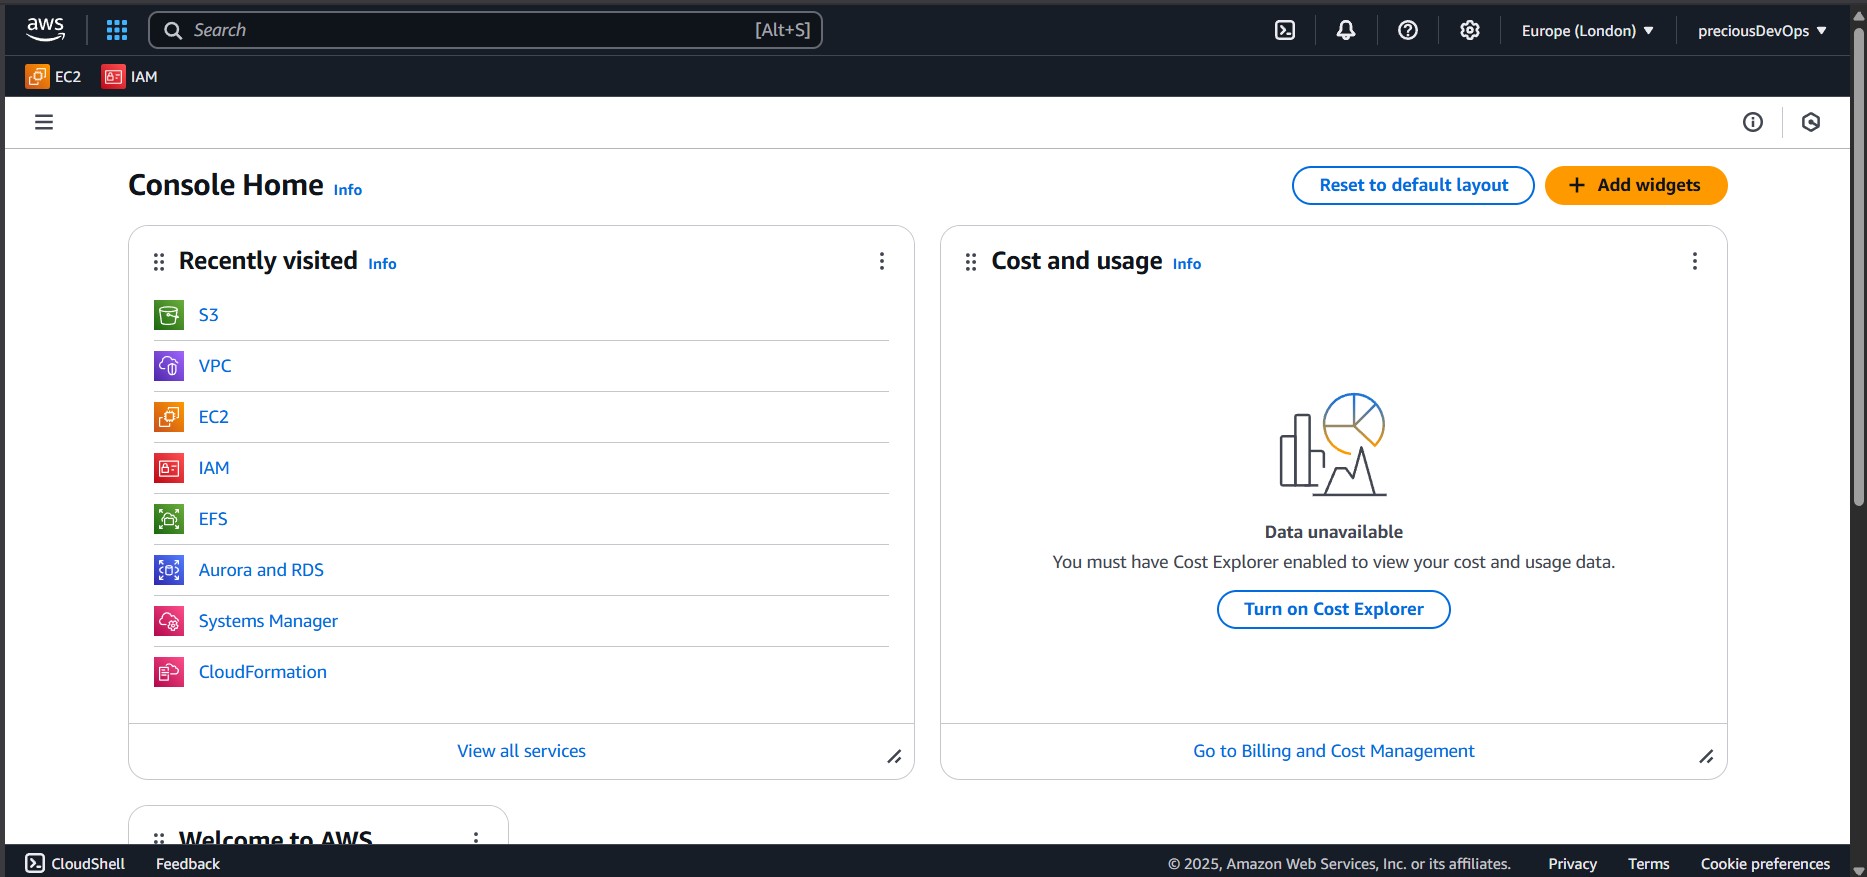 aws
Search [Alt+S]
Europe (London)
preciousDevOps
EC2
IAM
Console Home Info
Reset to default layout
+ Add widgets
Recently visited Info
S3
VPC
EC2
IAM
EFS
Aurora and RDS
Systems Manager
CloudFormation
View all services
Cost and usage Info
Data unavailable
You must have Cost Explorer enabled to view your cost and usage data.
Turn on Cost Explorer
Go to Billing and Cost Management
Welcome to AWS
CloudShell
Feedback
© 2025, Amazon Web Services, Inc. or its affiliates.
Privacy
Terms
Cookie preferences